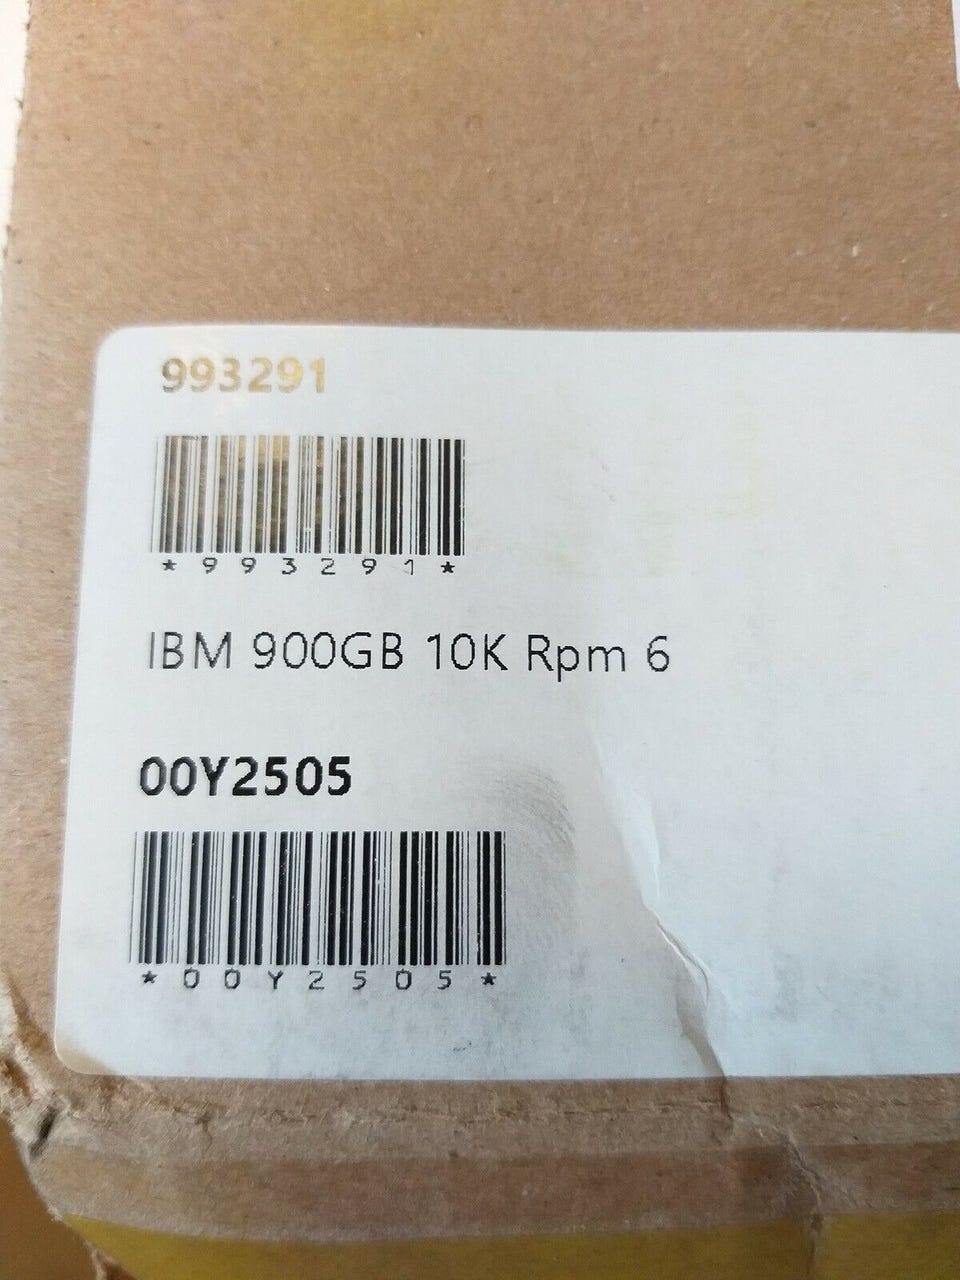 993291
*993291*
IBM 900GB 10K Rpm 6
00Y2505
*00Y2505*